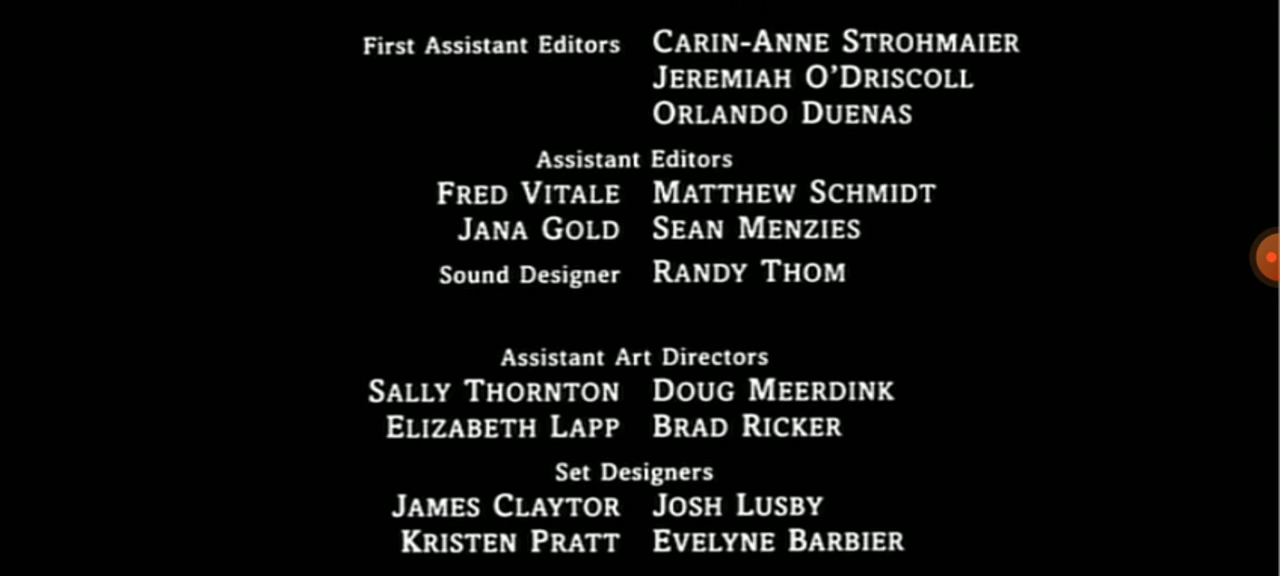 First Assistant Editors CARIN-ANNE STROHMAIER
JEREMIAH O'DRISCOLL
ORLANDO DUENAS
Assistant Editors
FRED VITALE MATTHEW SCHMIDT
JANA GOLD SEAN MENZIES
Sound Designer RANDY THOM
Assistant Art Directors
SALLY THORNTON DOUG MEERDINK
ELIZABETH LAPP BRAD RICKER
Set Designers
JAMES CLAYTOR JOSH LUSBY
KRISTEN PRATT EVELYNE BARBIER